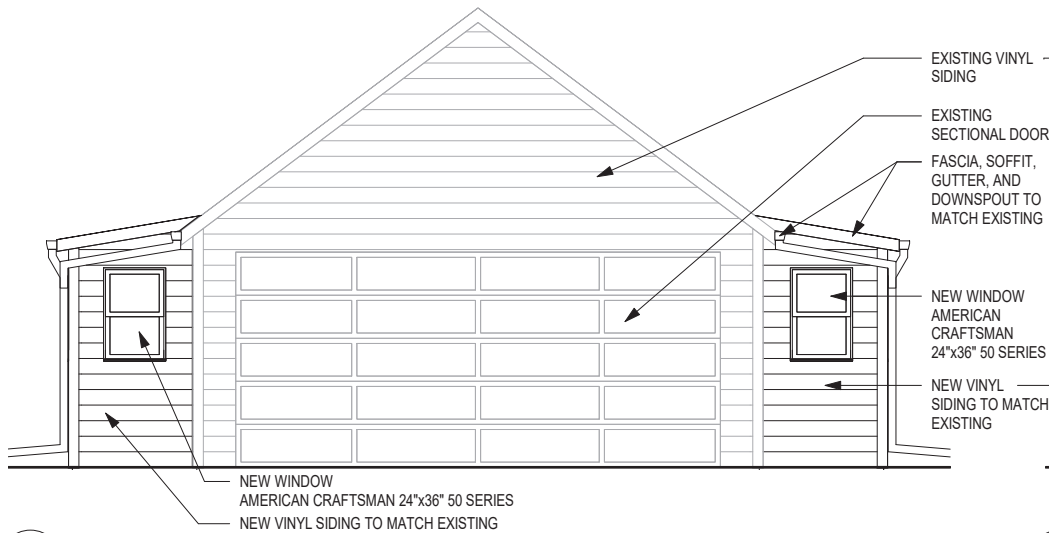 EXISTING VINYL
SIDING
EXISTING
SECTIONAL DOOR
FASCIA, SOFFIT,
GUTTER, AND
DOWNSPOUT TO
MATCH EXISTING
NEW WINDOW
AMERICAN
CRAFTSMAN
24"x36" 50 SERIES
NEW VINYL
SIDING TO MATCH
EXISTING
NEW WINDOW
AMERICAN CRAFTSMAN 24"x36" 50 SERIES
NEW VINYL SIDING TO MATCH EXISTING